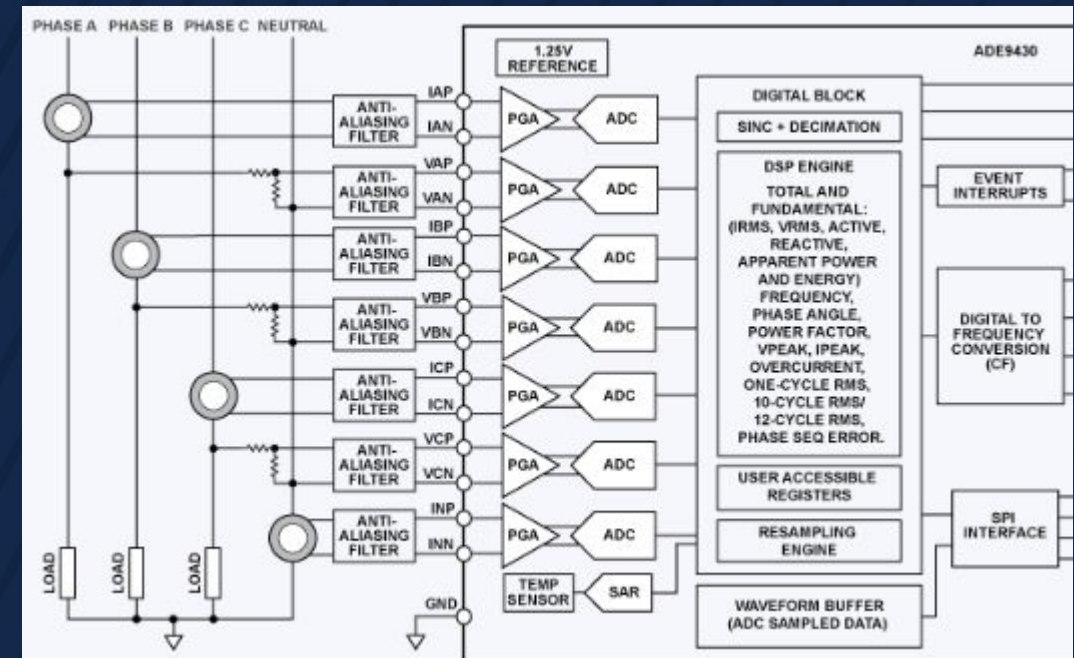 PHASE A PHASE B PHASE C NEUTRAL
1.25V
REFERENCE
ADE9430
IAP
ANTI-
ALIASING
FILTER
IAN
PGA
ADC
VAP
ANTI-
ALIASING
FILTER
VAN
PGA
ADC
IBP
ANTI-
ALIASING
FILTER
IBN
PGA
ADC
VBP
ANTI-
ALIASING
FILTER
VBN
PGA
ADC
ICP
ANTI-
ALIASING
FILTER
ICN
PGA
ADC
VCP
ANTI-
ALIASING
FILTER
VCN
PGA
ADC
INP
ANTI-
ALIASING
FILTER
INN
PGA
ADC
LOAD
LOAD
LOAD
GND
TEMP
SENSOR
SAR
DIGITAL BLOCK
SINC + DECIMATION
DSP ENGINE
TOTAL AND
FUNDAMENTAL:
(IRMS, VRMS, ACTIVE,
REACTIVE,
APPARENT POWER
AND ENERGY)
FREQUENCY,
PHASE ANGLE,
POWER FACTOR,
VPEAK, IPEAK,
OVERCURRENT,
ONE-CYCLE RMS,
10-CYCLE RMS/
12-CYCLE RMS,
PHASE SEQ ERROR.
USER ACCESSIBLE
REGISTERS
RESAMPLING
ENGINE
WAVEFORM BUFFER
(ADC SAMPLED DATA)
EVENT
INTERRUPTS
DIGITAL TO
FREQUENCY
CONVERSION
(CF)
SPI
INTERFACE